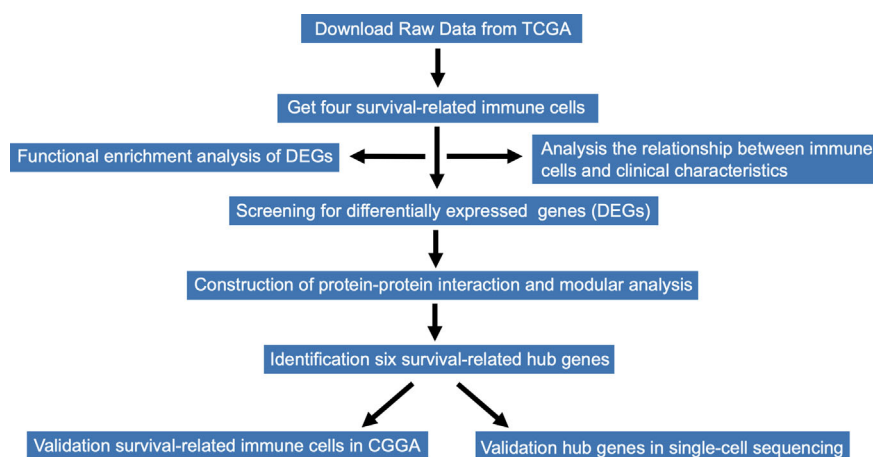 Download Raw Data from TCGA
Get four survival-related immune cells
Functional enrichment analysis of DEGs
Analysis the relationship between immune
cells and clinical characteristics
Screening for differentially expressed genes (DEGs)
Construction of protein-protein interaction and modular analysis
Identification six survival-related hub genes
Validation survival-related immune cells in CGGA
Validation hub genes in single-cell sequencing